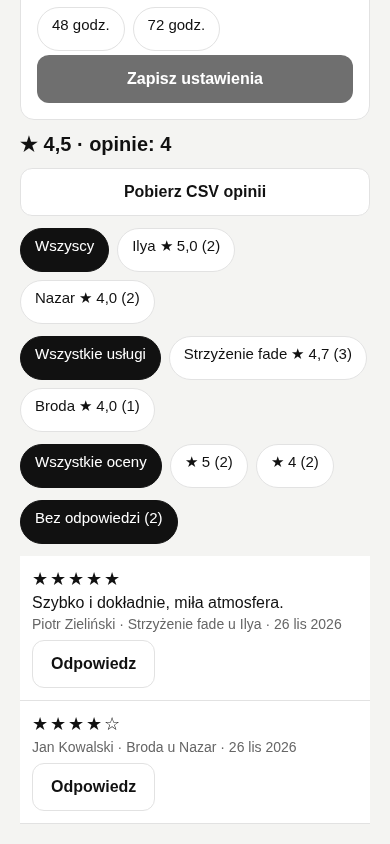 48 godz. 72 godz.
Zapisz ustawienia
★ 4,5 · opinie: 4
Pobierz CSV opinii
Wszyscy Ilya ★ 5,0 (2)
Nazar ★ 4,0 (2)
Wszystkie usługi Strzyżenie fade ★ 4,7 (3)
Broda ★ 4,0 (1)
Wszystkie oceny ★ 5 (2) ★ 4 (2)
Bez odpowiedzi (2)
★★★★★
Szybko i dokładnie, miła atmosfera.
Piotr Zieliński · Strzyżenie fade u Ilya · 26 lis 2026
Odpowiedz
★★★★☆
Jan Kowalski · Broda u Nazar · 26 lis 2026
Odpowiedz